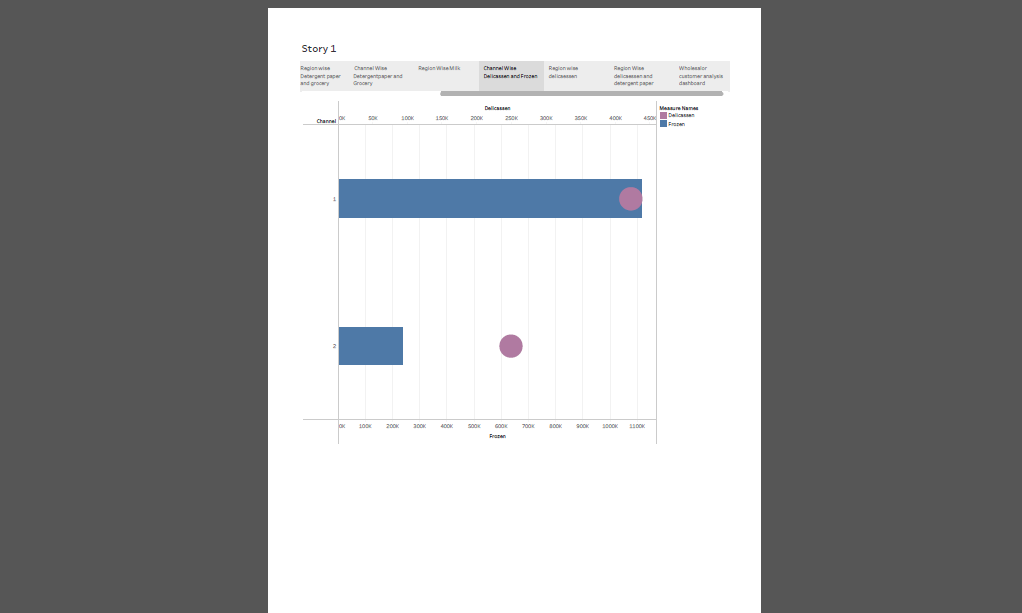 Story 1
Region wise
Detergent paper
and grocery
Channel Wise
Detergentpaper and
Grocery
Region Wise Milk
Channel Wise
Delicassen and Frozen
Region wise
delicaessen
Region Wise
delicaessen and
detergent paper
Wholesalor
customer analysis
dashboard
Delicassen
Channel
0K 50K 100K 150K 200K 250K 300K 350K 400K 450K
Measure Names
Delicassen
Frozen
1
2
0K 100K 200K 300K 400K 500K 600K 700K 800K 900K 1000K 1100K
Frozen